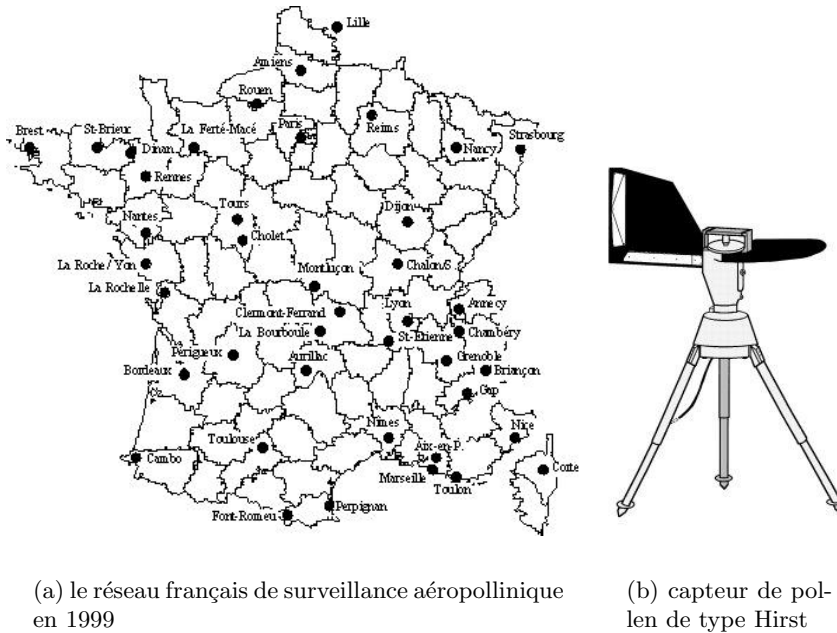 Lille
Amiens
Rouen
Brest
St-Brieux
La Ferté-Macé
Paris
Reims
Strasbourg
Dinan
Nancy
Rennes
Tours
Dijon
Nantes
Cholet
La Roche / Yon
Montluçon
Chalon/S
La Rochelle
Clermont-Ferrand
Lyon
Annecy
La Bourboule
St-Etienne
Chambéry
Périgueux
Aurillac
Grenoble
Bordeaux
Briançon
Gap
Toulouse
Nîmes
Nice
Aix-en-P.
Cambo
Marseille
Corte
Toulon
Font-Romeu
Perpignan
(a) le réseau français de surveillance aéropollinique
en 1999
(b) capteur de pol-
len de type Hirst